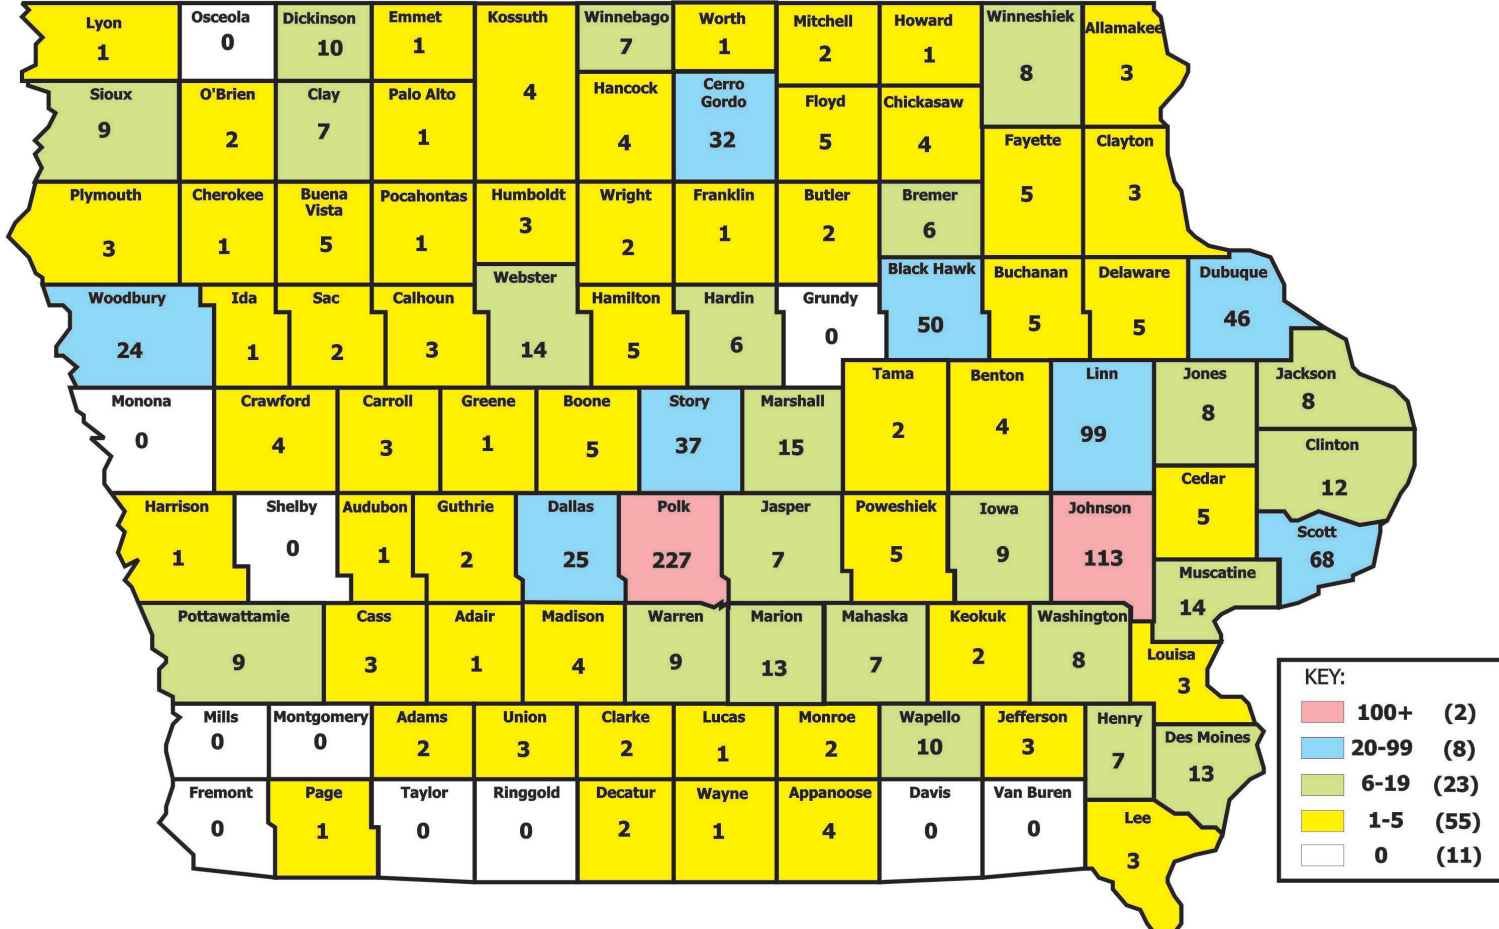 Lyon
1
Osceola
0
Dickinson
10
Emmet
1
Kossuth
4
Winnebago
7
Worth
1
Mitchell
2
Howard
1
Winneshiek
8
Allamakee
3
Sioux
9
O'Brien
2
Clay
7
Palo Alto
1
Hancock
4
Cerro
Gordo
32
Floyd
5
Chickasaw
4
Fayette
5
Clayton
3
Plymouth
3
Cherokee
1
Buena
Vista
5
Pocahontas
1
Humboldt
3
Wright
2
Franklin
1
Butler
2
Bremer
6
Woodbury
24
Ida
1
Sac
2
Calhoun
3
Webster
14
Hamilton
5
Hardin
6
Grundy
0
Black Hawk
50
Buchanan
5
Delaware
5
Dubuque
46
Monona
0
Crawford
4
Carroll
3
Greene
1
Boone
5
Story
37
Marshall
15
Tama
2
Benton
4
Linn
99
Jones
8
Jackson
8
Clinton
12
Cedar
5
Harrison
1
Shelby
0
Audubon
1
Guthrie
2
Dallas
25
Polk
227
Jasper
7
Poweshiek
5
Iowa
9
Johnson
113
Scott
68
Muscatine
14
Pottawattamie
9
Cass
3
Adair
1
Madison
4
Warren
9
Marion
13
Mahaska
7
Keokuk
2
Washington
8
Louisa
3
Mills
0
Montgomery
0
Adams
2
Union
3
Clarke
2
Lucas
1
Monroe
2
Wapello
10
Jefferson
3
Henry
7
Des Moines
13
Fremont
0
Page
1
Taylor
0
Ringgold
0
Decatur
2
Wayne
1
Appanoose
4
Davis
0
Van Buren
0
Lee
3
KEY:
100+ (2)
20-99 (8)
6-19 (23)
1-5 (55)
0 (11)